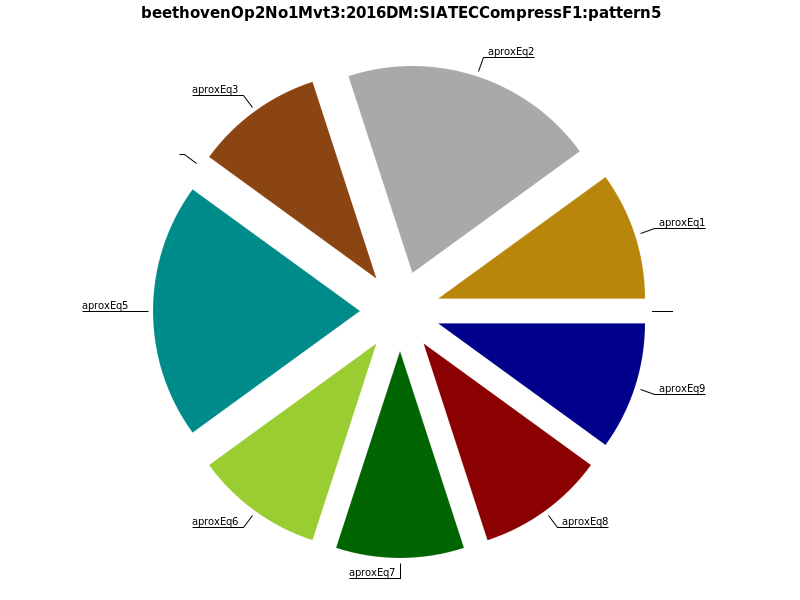 beethovenOp2No1Mvt3:2016DM:SIATECCompressF1:pattern5
aproxEq2
aproxEq3
aproxEq1
aproxEq5
aproxEq9
aproxEq6
aproxEq8
aproxEq7